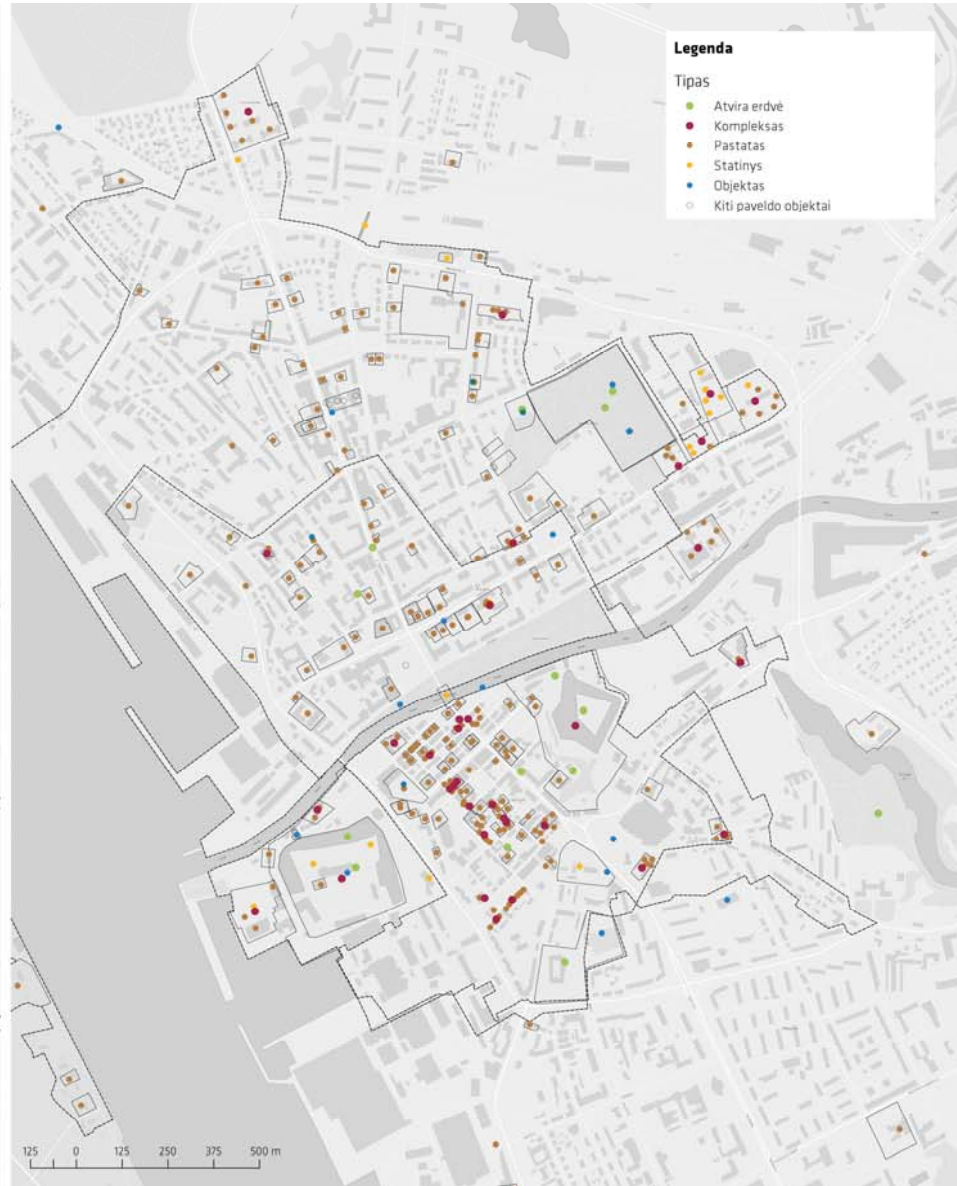 Legenda
Tipas
Atvira erdvė
Kompleksas
Pastatas
Statinys
Objektas
Kiti paveldo objektai
125 0 125 250 375 500 m